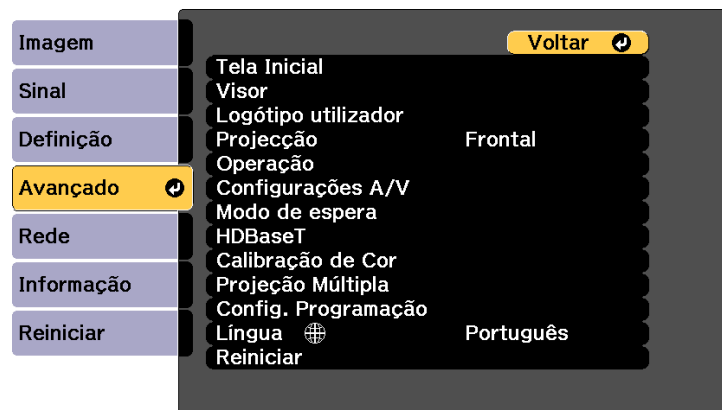 Imagem
Sinal
Definição
Avançado
Rede
Informação
Reiniciar
Voltar
Tela Inicial
Visor
Logótipo utilizador
Projecção Frontal
Operação
Configurações A/V
Modo de espera
HDBaseT
Calibração de Cor
Projeção Múltipla
Config. Programação
Língua Português
Reiniciar